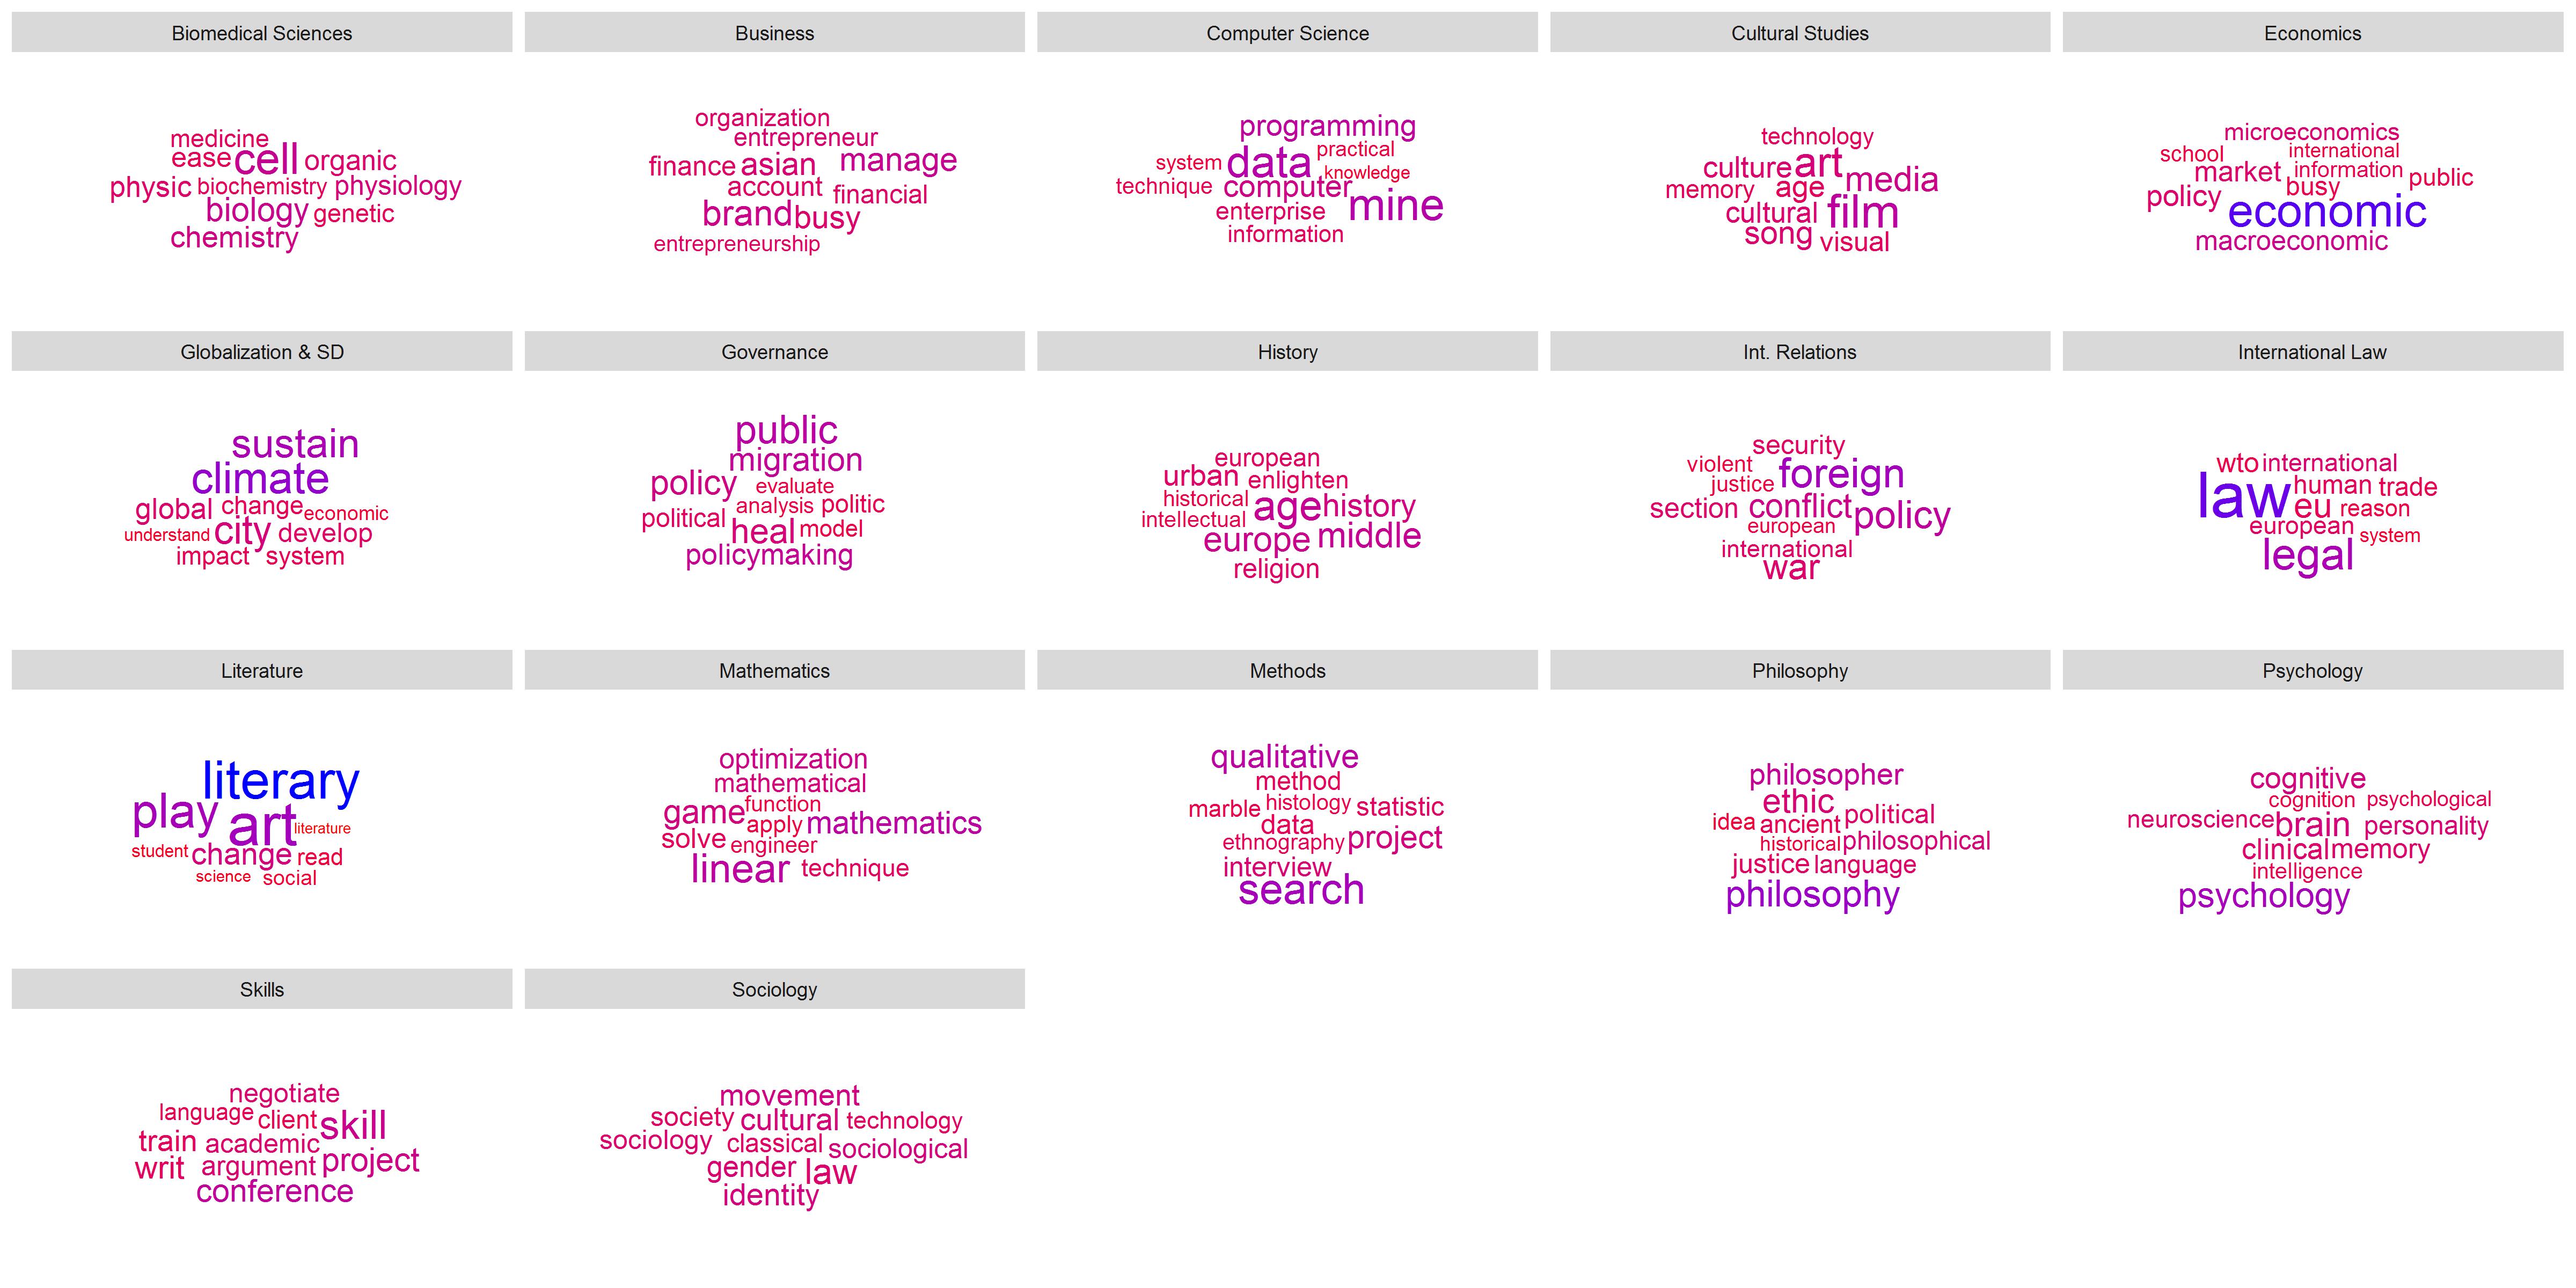 Biomedical Sciences
medicine
ease cell organic
physic biochemistry physiology
biology genetic
chemistry
Business
organization
entrepreneur
finance asian manage
account financial
brand busy
entrepreneurship
Computer Science
programming
system data practical
knowledge
technique computer mine
enterprise
information
Cultural Studies
technology
culture art media
memory age
cultural film
song visual
Economics
microeconomics
school international
market information public
policy busy
economic
macroeconomic
Globalization & SD
sustain
climate
global change economic
understand city develop
impact system
Governance
public
migration
policy evaluate
analysis politic
political heal model
policymaking
History
european
urban enlighten
historical age history
intellectual
europe middle
religion
Int. Relations
security
violent foreign
justice
section conflict policy
european
international
war
International Law
wto international
law human trade
eu reason
european system
legal
Literature
literary
play art literature
student change read
science social
Mathematics
optimization
mathematical
game function
apply mathematics
solve engineer
linear technique
Methods
qualitative
method
marble histology statistic
data
ethnography project
interview
search
Philosophy
philosopher
ethic political
idea ancient
historical philosophical
justice language
philosophy
Psychology
cognitive
cognition psychological
neuroscience brain personality
clinical memory
intelligence
psychology
Skills
negotiate
language client skill
train academic
writ argument project
conference
Sociology
movement
society cultural technology
sociology classical sociological
gender law
identity